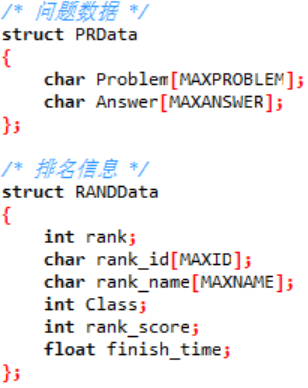 /* 问题数据 */
struct PRData
{
    char Problem[MAXPROBLEM];
    char Answer[MAXANSWER];
};

/* 排名信息 */
struct RANDData
{
    int rank;
    char rank_id[MAXID];
    char rank_name[MAXNAME];
    int Class;
    int rank_score;
    float finish_time;
};